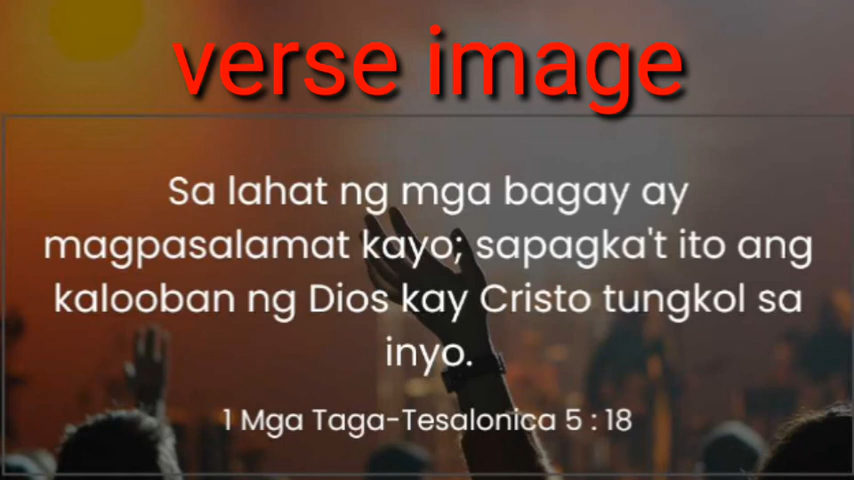 verse image
Sa lahat ng mga bagay ay
magpasalamat kayo; sapagka't ito ang
kalooban ng Dios kay Cristo tungkol sa
inyo.
1 Mga Taga-Tesalonica 5 : 18